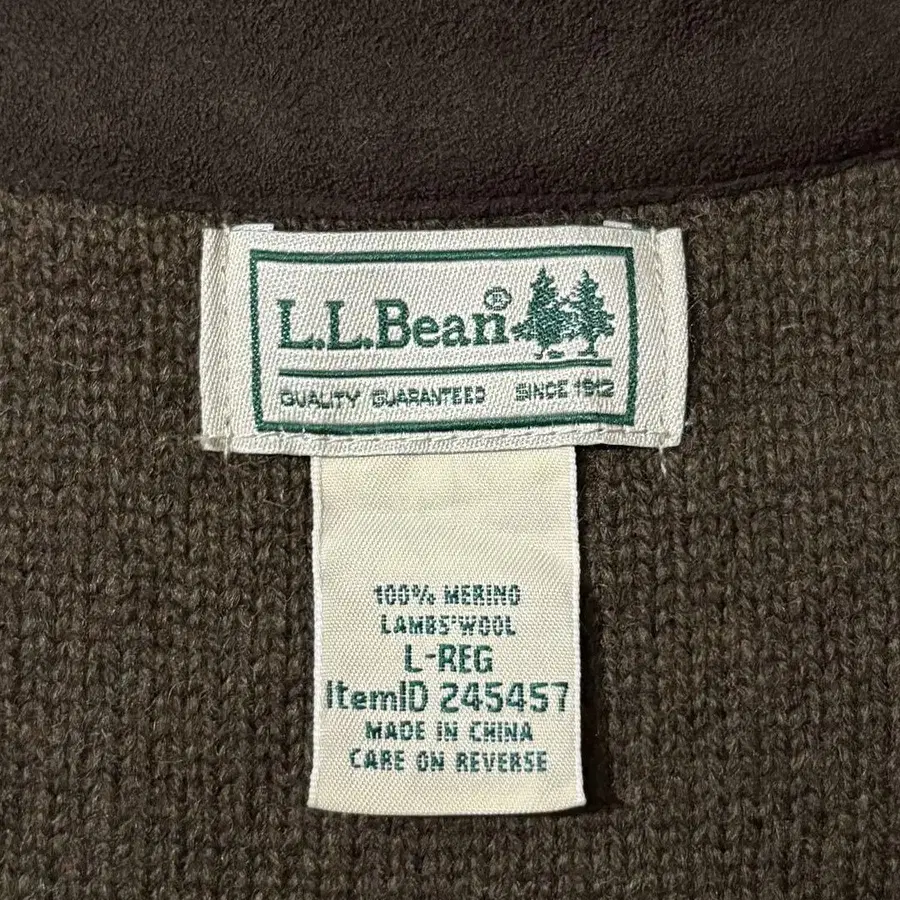 L.L.Bean®
QUALITY GUARANTEED SINCE 1912
100% MERINO
LAMBS'WOOL
L-REG
ItemID 245457
MADE IN CHINA
CARE ON REVERSE